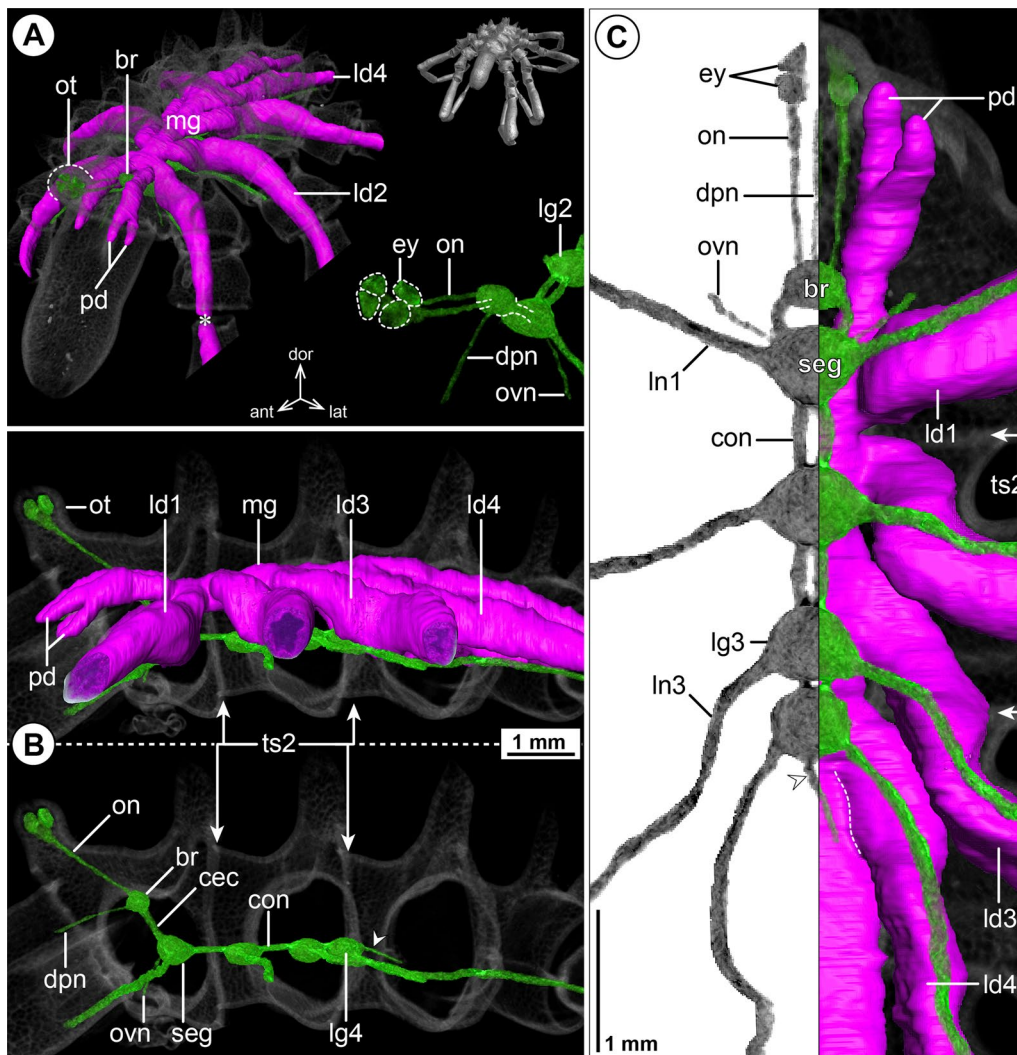 A
br
ot
mg
ld4
ld2
pd
*
ey
on
lg2
dpn
ovn
dor
ant
lat
ot
ld1
mg
ld3
ld4
pd
B
ts2
1 mm
on
br
cec
con
dpn
ovn
seg
lg4
C
ey
pd
on
dpn
ovn
br
seg
ln1
ld1
con
ts2
lg3
ln3
ld3
ld4
1 mm